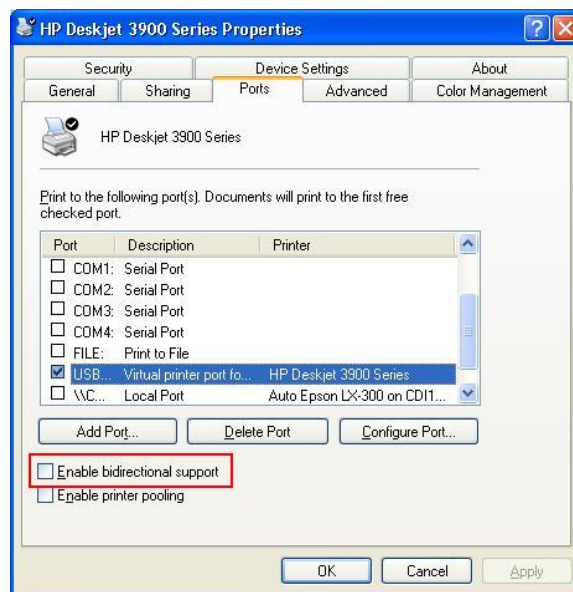 HP Deskjet 3900 Series Properties
Security Device Settings About
General Sharing Ports Advanced Color Management
HP Deskjet 3900 Series
Print to the following port(s). Documents will print to the first free
checked port.
Port Description Printer
COM1: Serial Port
COM2: Serial Port
COM3: Serial Port
COM4: Serial Port
FILE: Print to File
USB... Virtual printer port fo... HP Deskjet 3900 Series
\\C... Local Port Auto Epson LX-300 on CDI1...
Add Port... Delete Port Configure Port...
Enable bidirectional support
Enable printer pooling
OK Cancel Apply